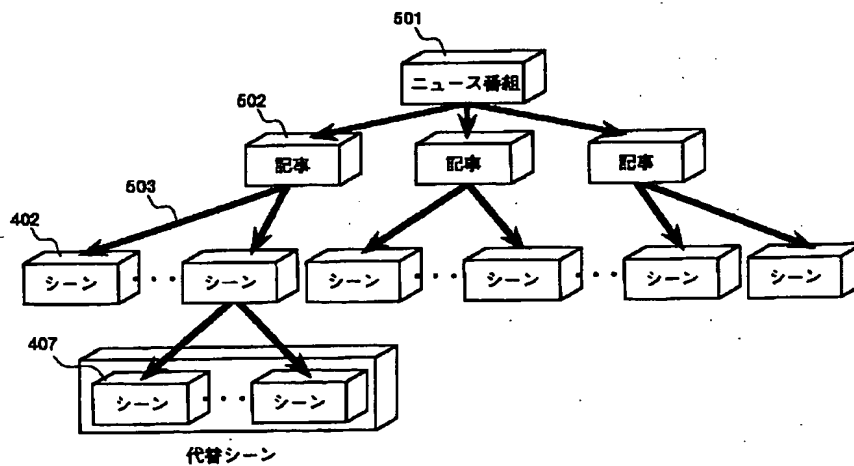 501
ニュース番組
502
記事
記事
記事
503
402
シーン
シーン
シーン
シーン
シーン
シーン
407
シーン
シーン
代替シーン